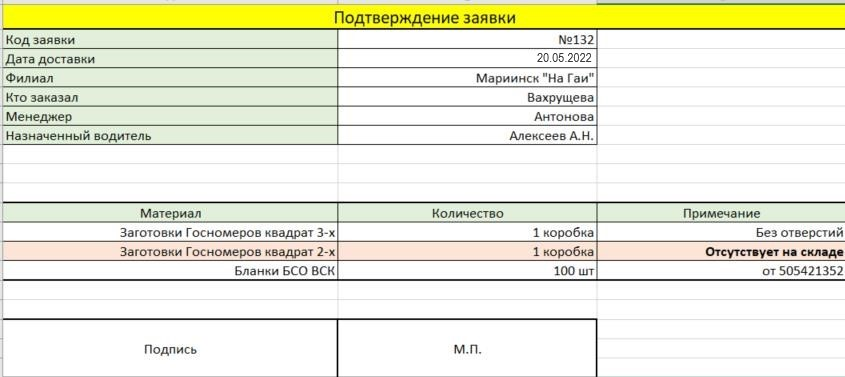 Подтверждение заявки
Код заявки №132
Дата доставки 20.05.2022
Филиал Мариинск "На Гаи"
Кто заказал Вахрущева
Менеджер Антонова
Назначенный водитель Алексеев А.Н.
Материал Количество Примечание
Заготовки Госномеров квадрат 3-х 1 коробка Без отверстий
Заготовки Госномеров квадрат 2-х 1 коробка Отсутствует на складе
Бланки БСО ВСК 100 шт от 505421352
Подпись М.П.